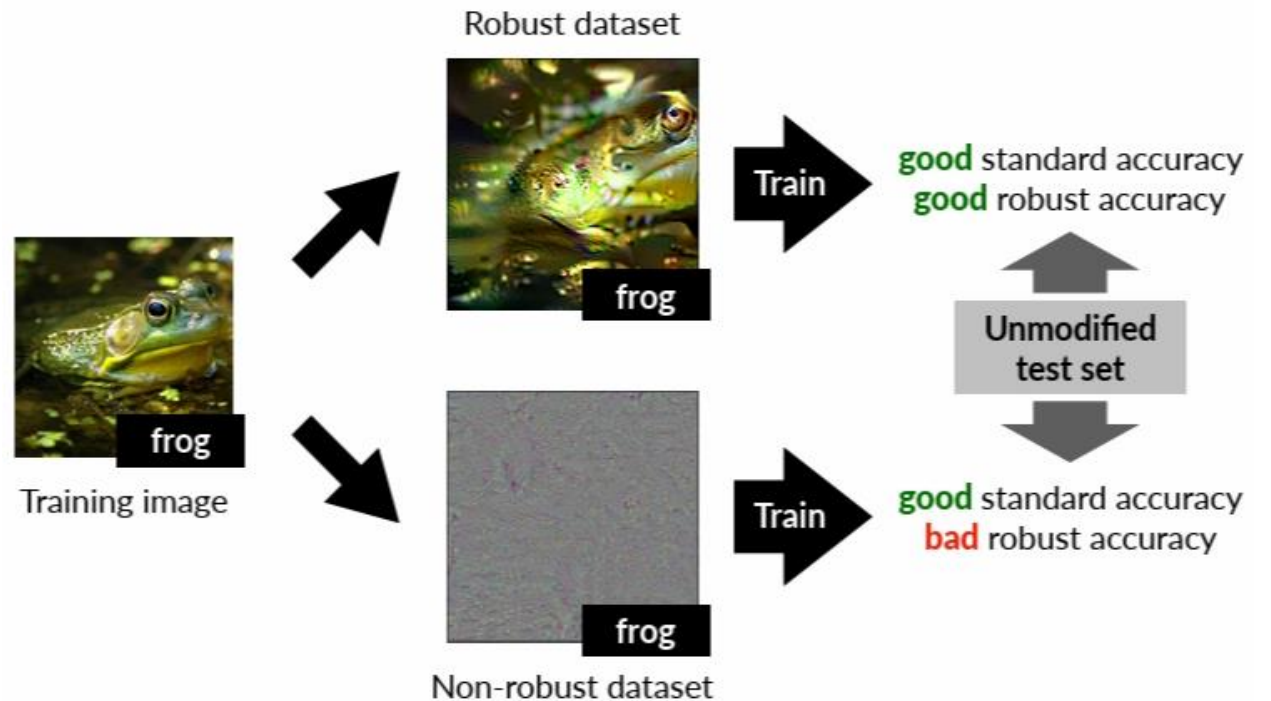 Robust dataset
frog
Train
good standard accuracy
good robust accuracy
frog
Training image
Unmodified
test set
frog
Train
good standard accuracy
bad robust accuracy
Non-robust dataset